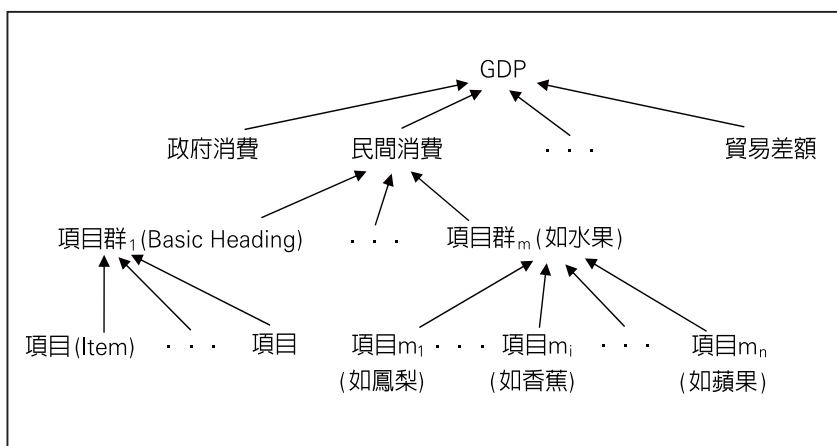 GDP
政府消費 民間消費 · · · 貿易差額
項目群₁(Basic Heading) · · · 項目群ₘ(如水果)
項目(Item) · · · 項目 項目m₁ · · · 項目mᵢ · · · 項目mₙ
(如鳳梨) (如香蕉) (如蘋果)